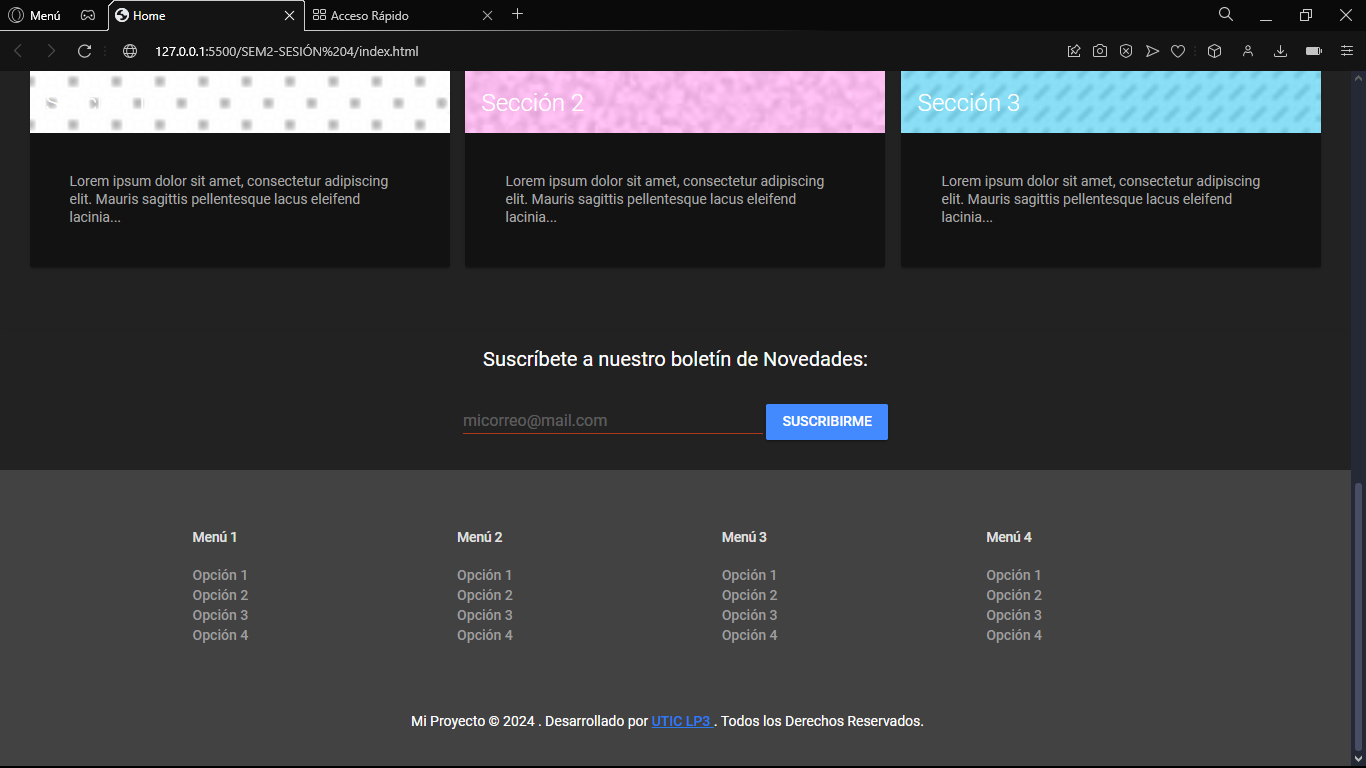 Menú
Home
Acceso Rápido
127.0.0.1:5500/SEM2-SESIÓN%204/index.html
Sección 2
Sección 3
Lorem ipsum dolor sit amet, consectetur adipiscing
elit. Mauris sagittis pellentesque lacus eleifend
lacinia...
Lorem ipsum dolor sit amet, consectetur adipiscing
elit. Mauris sagittis pellentesque lacus eleifend
lacinia...
Lorem ipsum dolor sit amet, consectetur adipiscing
elit. Mauris sagittis pellentesque lacus eleifend
lacinia...
Suscríbete a nuestro boletín de Novedades:
micorreo@mail.com
SUSCRIBIRME
Menú 1
Opción 1
Opción 2
Opción 3
Opción 4
Menú 2
Opción 1
Opción 2
Opción 3
Opción 4
Menú 3
Opción 1
Opción 2
Opción 3
Opción 4
Menú 4
Opción 1
Opción 2
Opción 3
Opción 4
Mi Proyecto © 2024 . Desarrollado por UTIC LP3 . Todos los Derechos Reservados.